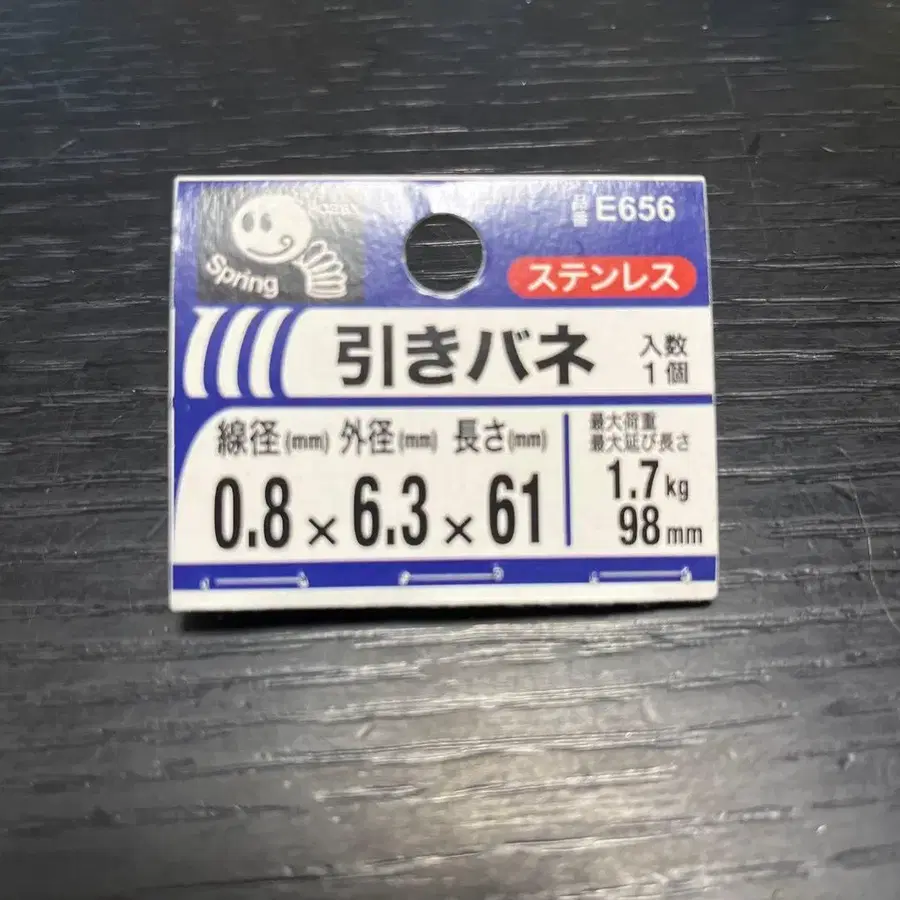 品番 E656
Spring
ステンレス
引きバネ
入数
1個
線径(mm) 外径(mm) 長さ(mm)
0.8×6.3×61
最大荷重
最大延び長さ
1.7kg
98mm